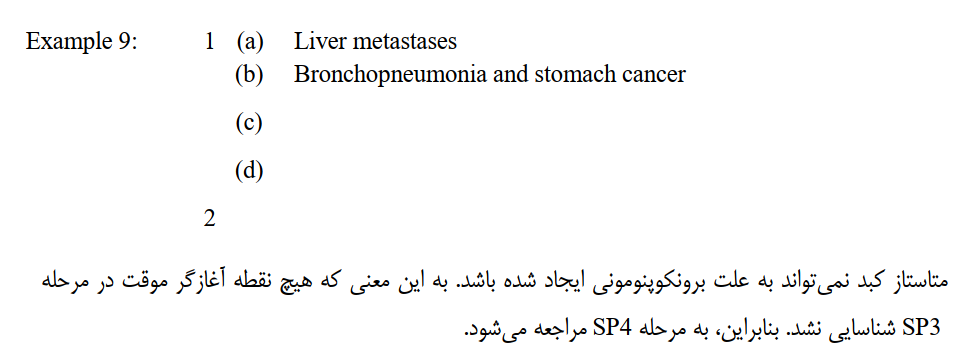 Example 9: 1 (a) Liver metastases
(b) Bronchopneumonia and stomach cancer
(c)
(d)
2
متاستاز کبد نمی‌تواند به علت برونکوپنومونی ایجاد شده باشد. به این معنی که هیچ نقطه آغازگر موقت در مرحله
SP3 شناسایی نشد. بنابراین، به مرحله SP4 مراجعه می‌شود.